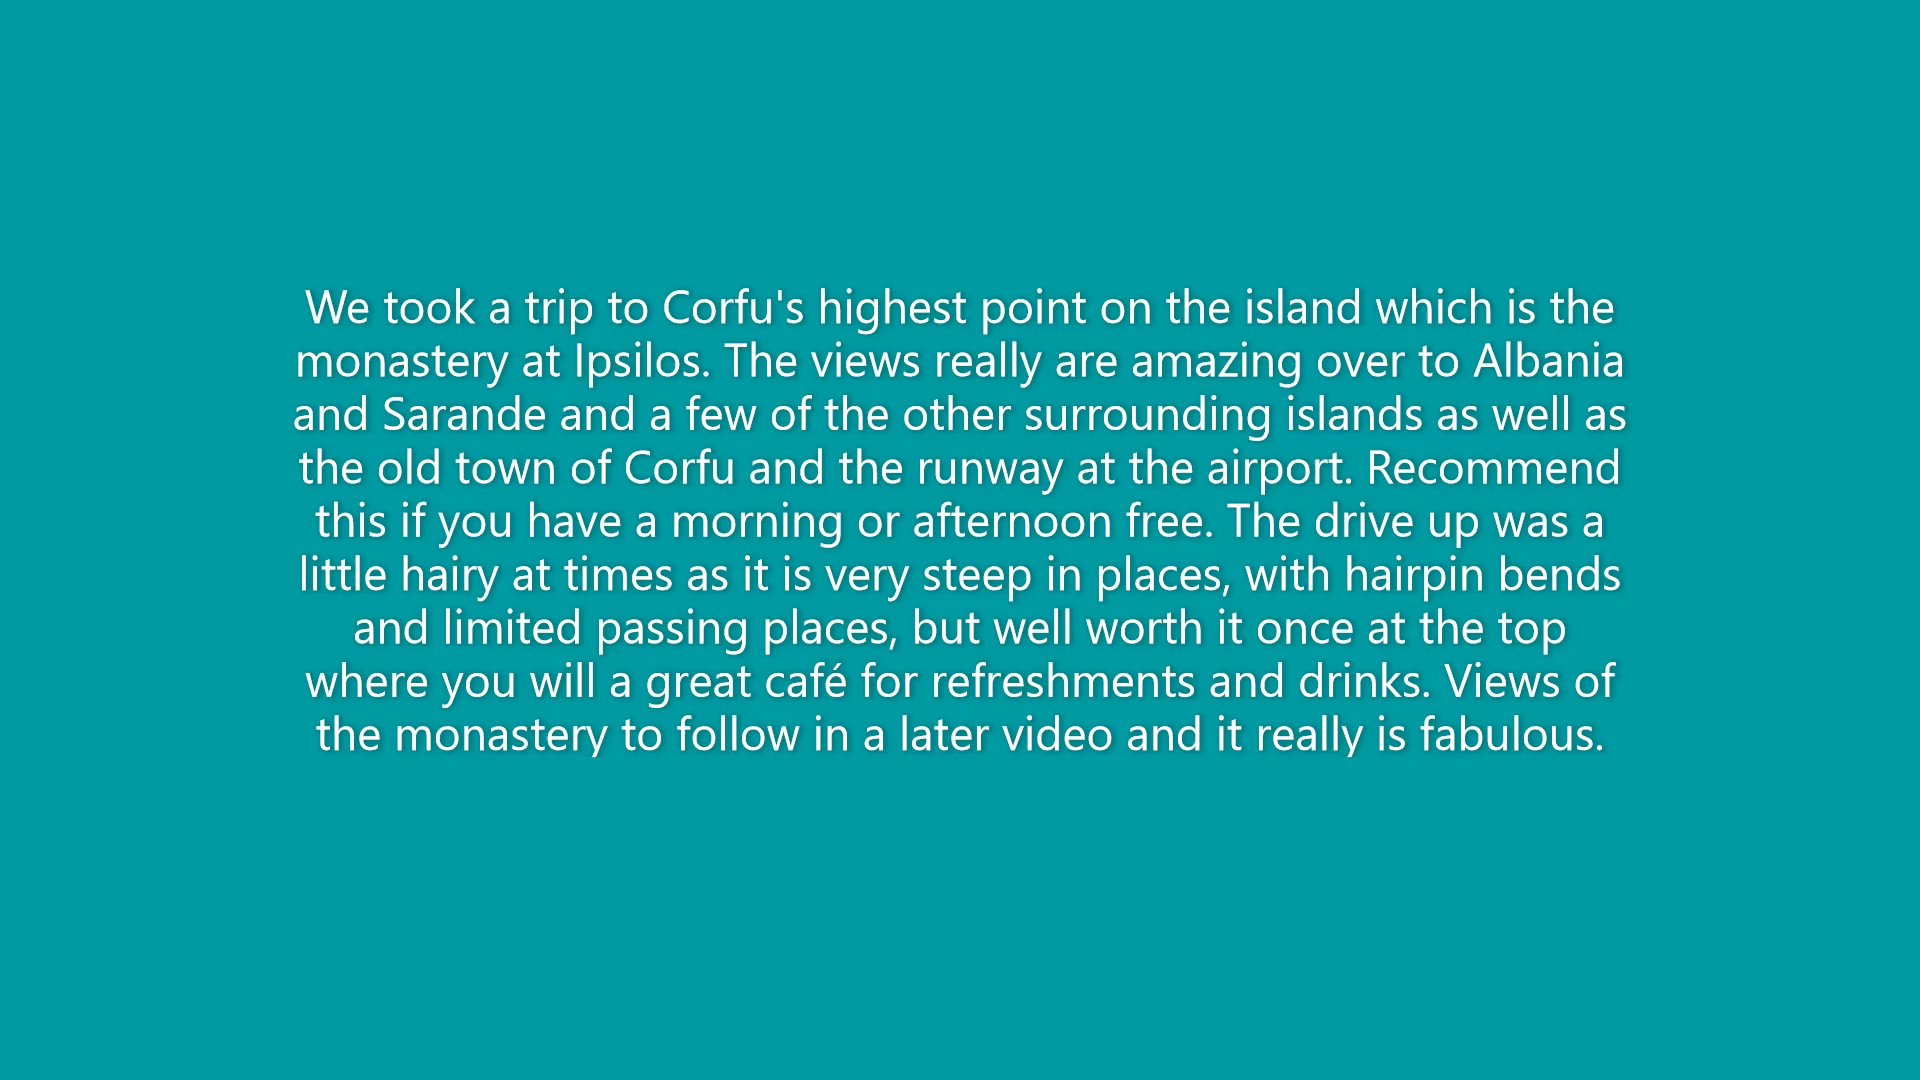 We took a trip to Corfu's highest point on the island which is the
monastery at Ipsilos. The views really are amazing over to Albania
and Sarande and a few of the other surrounding islands as well as
the old town of Corfu and the runway at the airport. Recommend
this if you have a morning or afternoon free. The drive up was a
little hairy at times as it is very steep in places, with hairpin bends
and limited passing places, but well worth it once at the top
where you will a great café for refreshments and drinks. Views of
the monastery to follow in a later video and it really is fabulous.